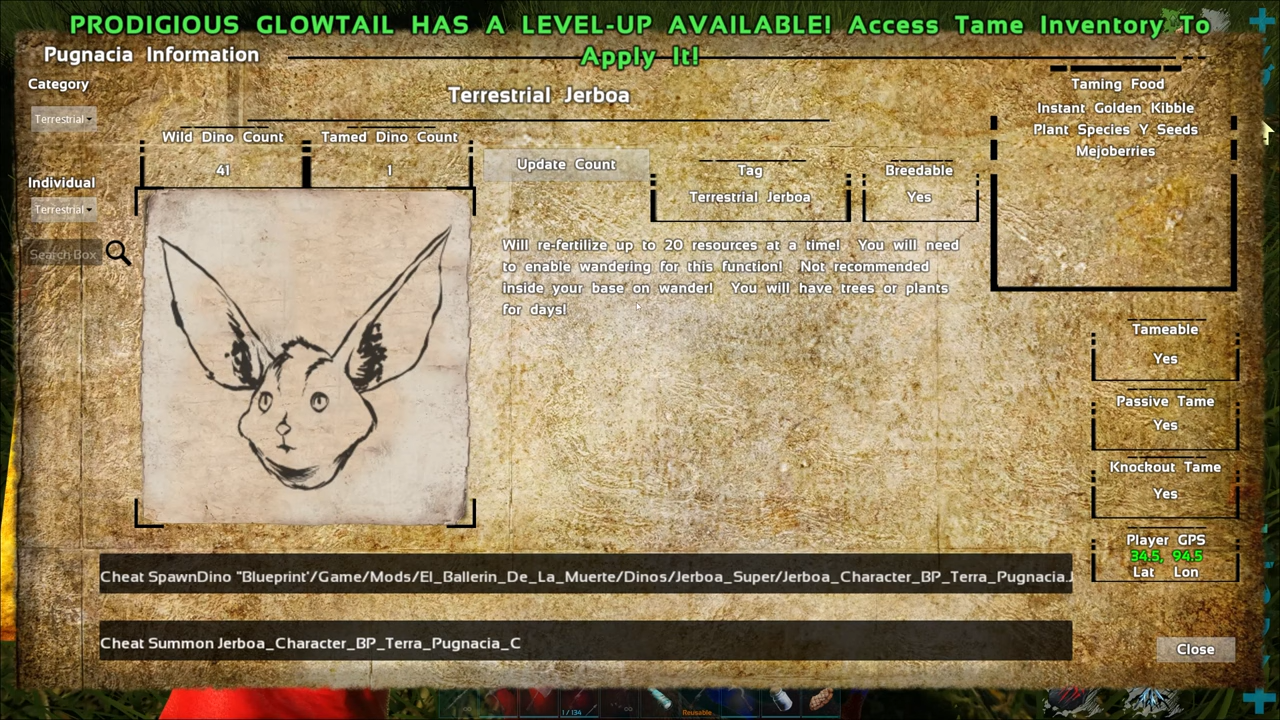 PRODIGIOUS GLOWTAIL HAS A LEVEL-UP AVAILABLE! Access Tame Inventory To
Apply It!
Pugnacia Information
Category
Terrestrial
Individual
Terrestrial
Search Box
Terrestrial Jerboa
Wild Dino Count
41
Tamed Dino Count
1
Update Count
Tag
Terrestrial Jerboa
Breedable
Yes
Will re-fertilize up to 20 resources at a time! You will need
to enable wandering for this function! Not recommended
inside your base on wander! You will have trees or plants
for days!
Taming Food
Instant Golden Kibble
Plant Species Y Seeds
Mejoberries
Tameable
Yes
Passive Tame
Yes
Knockout Tame
Yes
Player GPS
34.5, 94.5
Lat Lon
Cheat SpawnDino "Blueprint'/Game/Mods/El_Ballerin_De_La_Muerte/Dinos/Jerboa_Super/Jerboa_Character_BP_Terra_Pugnacia.J
Cheat Summon Jerboa_Character_BP_Terra_Pugnacia_C
Close
1 / 134
Reusable